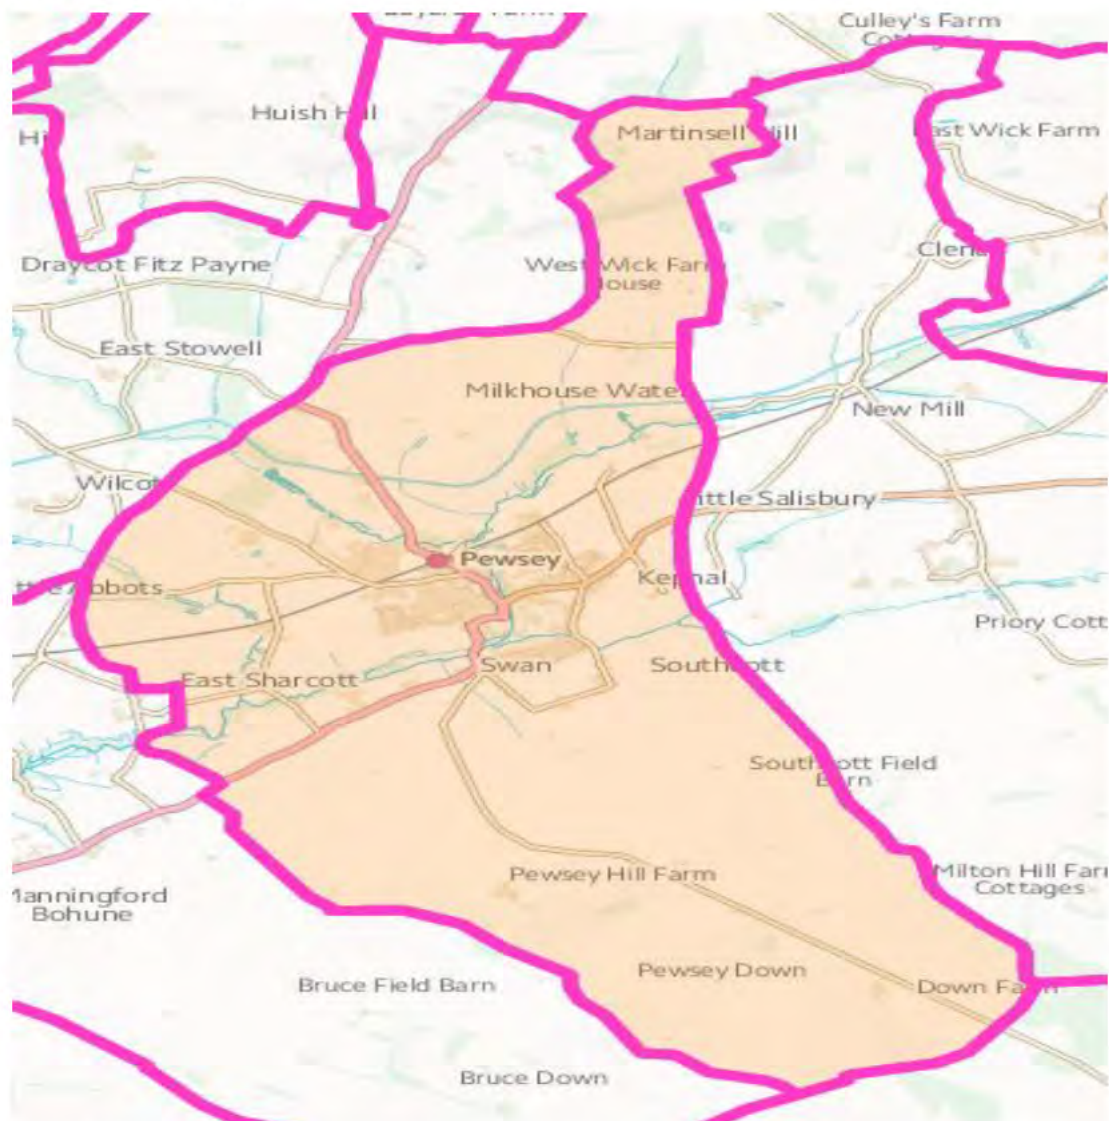 Culley's Farm
Huish Hill
Martinsell Hill
East Wick Farm
Draycot Fitz Payne
West Wick Farm
House
East Stowell
Milkhouse Water
New Mill
Wilcot
Little Salisbury
Pewsey
Kepnal
Abbots
Priory Cott
Swan
Southcott
East Sharcott
Southcott Field
Barn
Pewsey Hill Farm
Milton Hill Farm
Cottages
Manningford
Bohune
Pewsey Down
Bruce Field Barn
Down Farm
Bruce Down